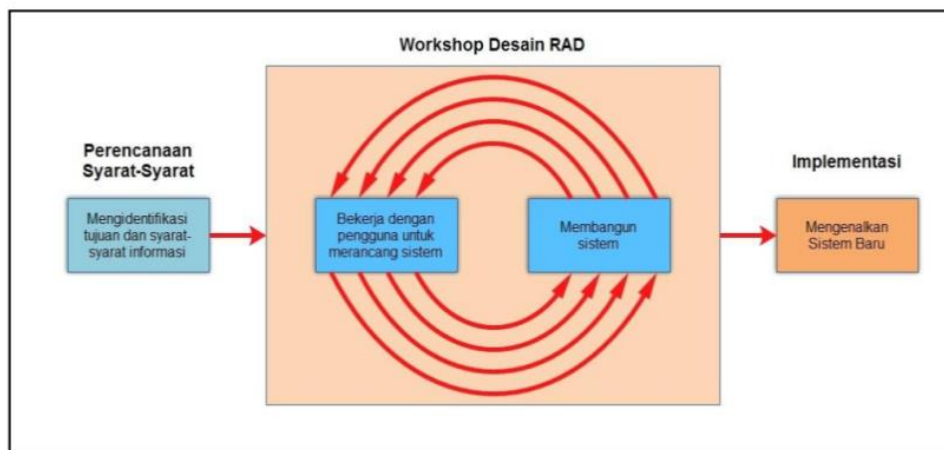 Workshop Desain RAD
Perencanaan
Syarat-Syarat
Mengidentifikasi
tujuan dan syarat-
syarat informasi
Bekerja dengan
pengguna untuk
merancang sistem
Membangun
sistem
Implementasi
Mengenalkan
Sistem Baru